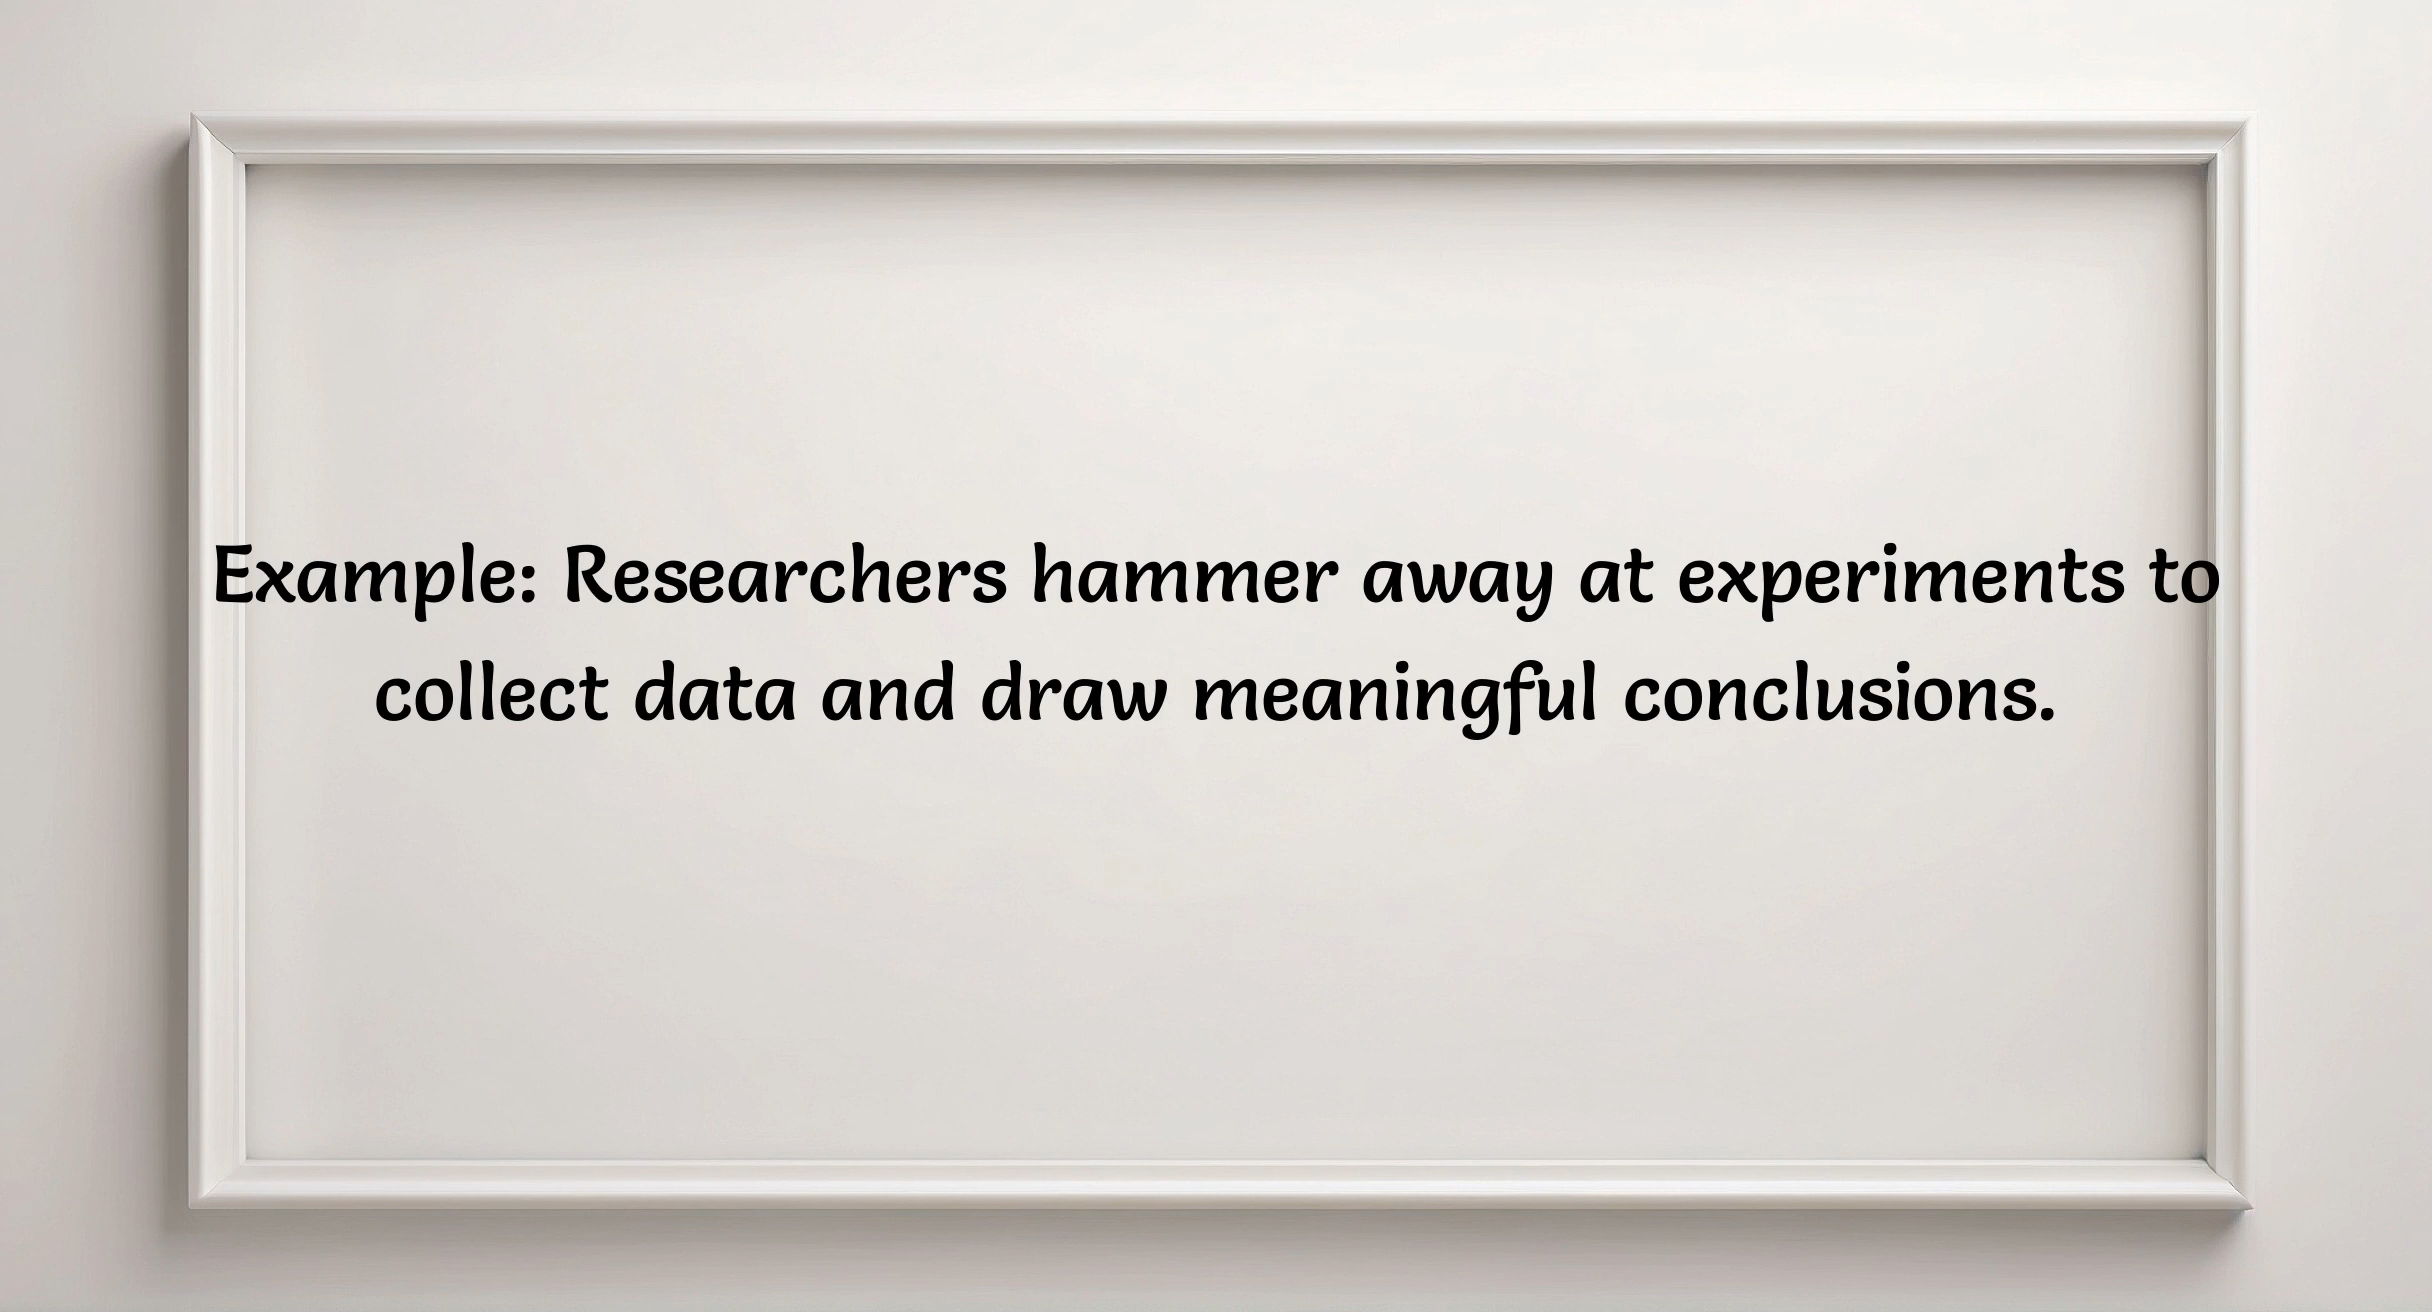 Example: Researchers hammer away at experiments to
collect data and draw meaningful conclusions.